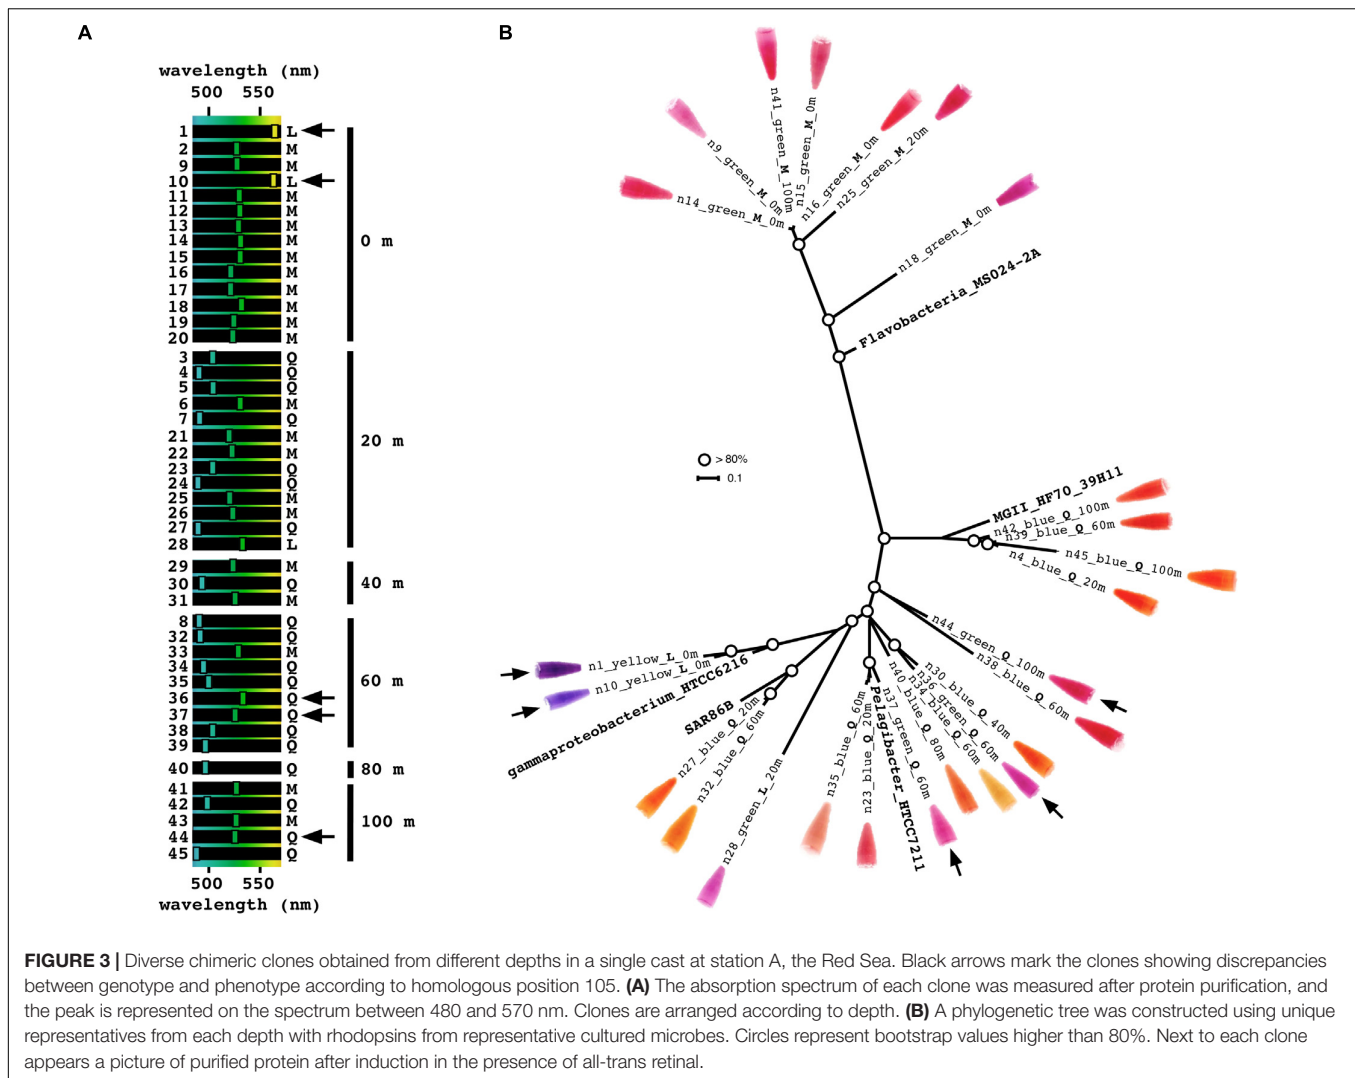 A
wavelength (nm)
500 550
1 L
2 M
9 M
10 L
11 M
12 M
13 M
14 M
15 M
16 M
17 M
18 M
19 M
20 M
0 m
3 Q
4 Q
5 Q
6 M
7 Q
21 M
22 M
23 Q
24 Q
25 M
26 M
27 Q
28 L
20 m
29 M
30 Q
31 M
40 m
8 Q
32 Q
33 M
34 Q
35 Q
36 Q
37 Q
38 Q
39 Q
60 m
40 Q
80 m
41 M
42 Q
43 M
44 Q
45 Q
100 m
500 550
wavelength (nm)
B
n14_green_M_0m
n9_green_M_0m
n41_green_M_100m
n15_green_M_0m
n16_green_M_0m
n25_green_M_20m
n18_green_M_0m
Flavobacteria_MS024-2A
> 80%
0.1
MGII_HF70_39H11
n42_blue_Q_100m
n39_blue_Q_60m
n45_blue_Q_100m
n4_blue_Q_20m
n44_green_Q_100m
n38_blue_Q_60m
n30_blue_Q_40m
n36_green_Q_60m
n34_blue_Q_60m
n40_blue_Q_80m
n37_green_Q_60m
Pelagibacter_HTCC7211
n23_blue_Q_20m
n35_blue_Q_60m
n28_green_L_20m
n32_blue_Q_60m
n27_blue_Q_20m
SAR86B
gammaproteobacterium_HTCC6216
n10_yellow_L_0m
n1_yellow_L_0m
FIGURE 3 | Diverse chimeric clones obtained from different depths in a single cast at station A, the Red Sea. Black arrows mark the clones showing discrepancies
between genotype and phenotype according to homologous position 105. (A) The absorption spectrum of each clone was measured after protein purification, and
the peak is represented on the spectrum between 480 and 570 nm. Clones are arranged according to depth. (B) A phylogenetic tree was constructed using unique
representatives from each depth with rhodopsins from representative cultured microbes. Circles represent bootstrap values higher than 80%. Next to each clone
appears a picture of purified protein after induction in the presence of all-trans retinal.